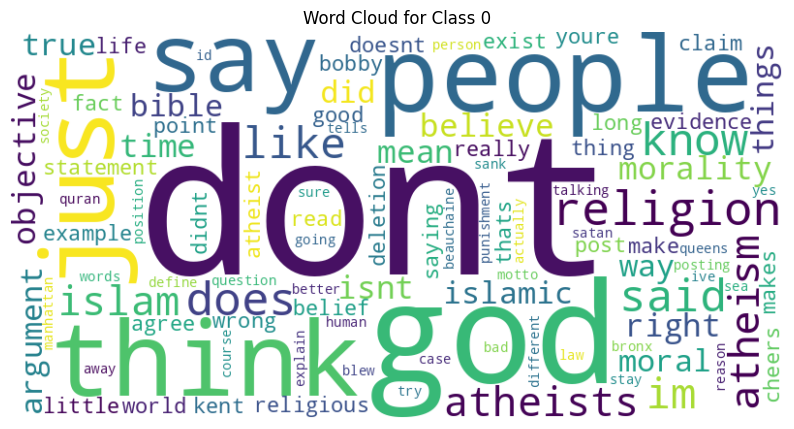 Word Cloud for Class 0
true life id say people doesnt person exist youre claim
bobby
society fact bible did things
just point good tells long evidence
objective time like believe know
statement mean really thing morality
quran position didnt atheist read sure going dont deletion saying beauchaine sank punishment thats actually talking religion yes
example satan
post make queens
words define question better isnt islamic motto way posting ive sea makes
argument manhattan islam does belief said atheism cheers
agree wrong human right
think god bad different law bronx moral reason
away course explain blew case stay
try atheists im
little world kent religious